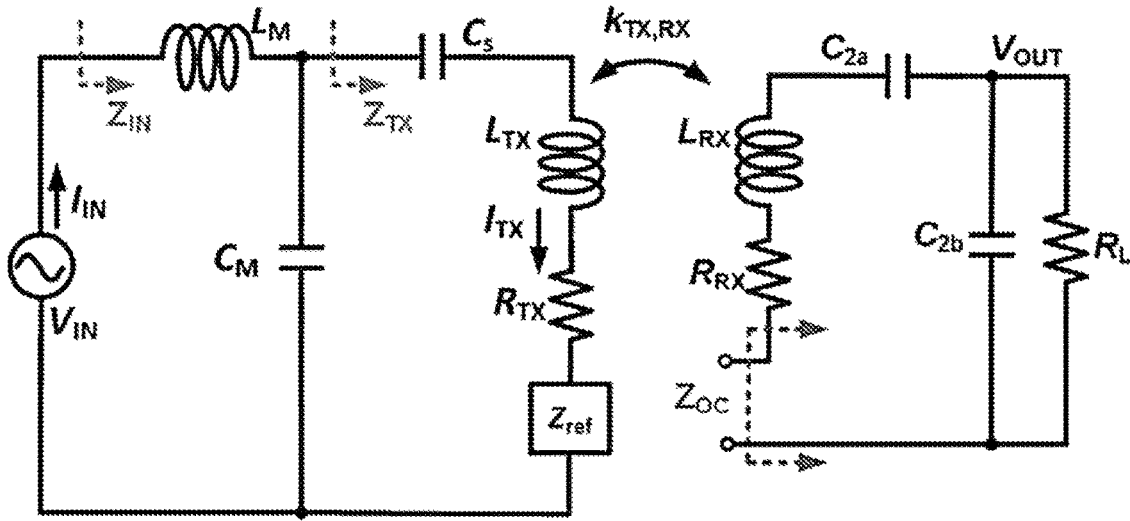 L_M
C_s
k_TX,RX
C_2a
V_OUT
Z_IN
Z_TX
L_TX
L_RX
I_IN
I_TX
C_M
R_TX
R_RX
C_2b
R_L
V_IN
Z_ref
Z_OC